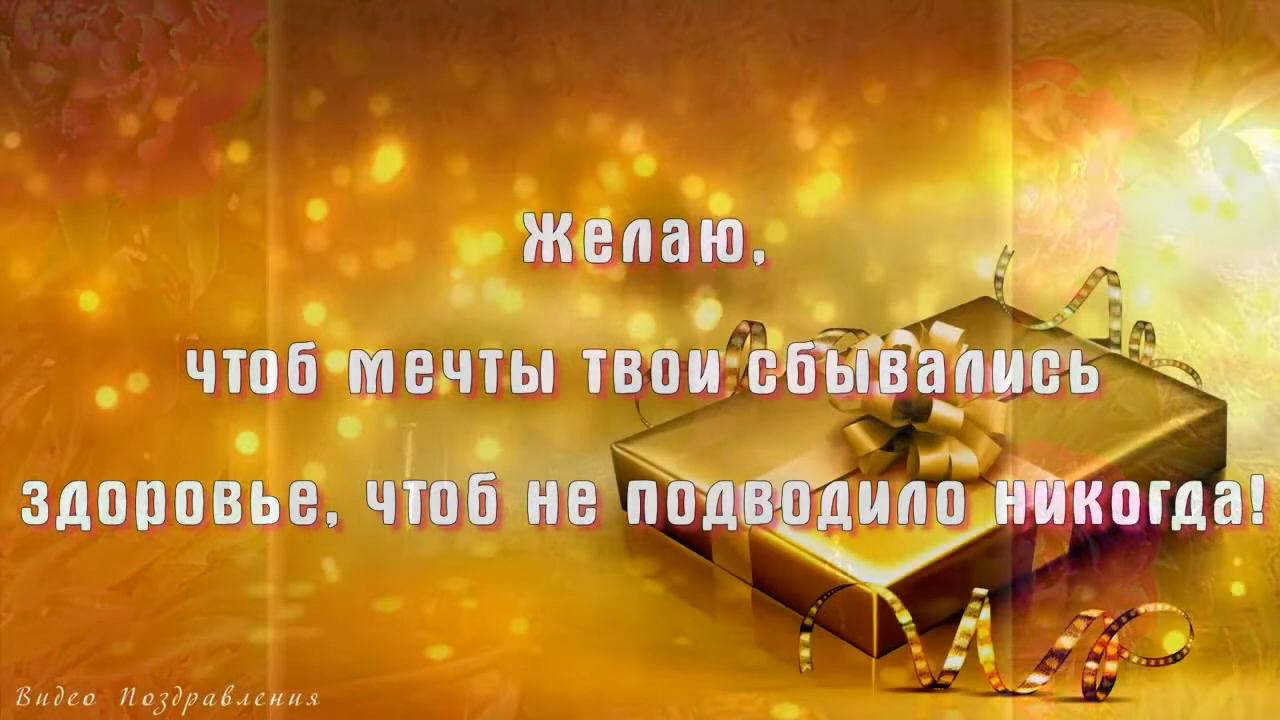 Желаю,
чтоб мечты твои сбывались
здоровье, чтоб не подводило никогда!
Видео Поздравления